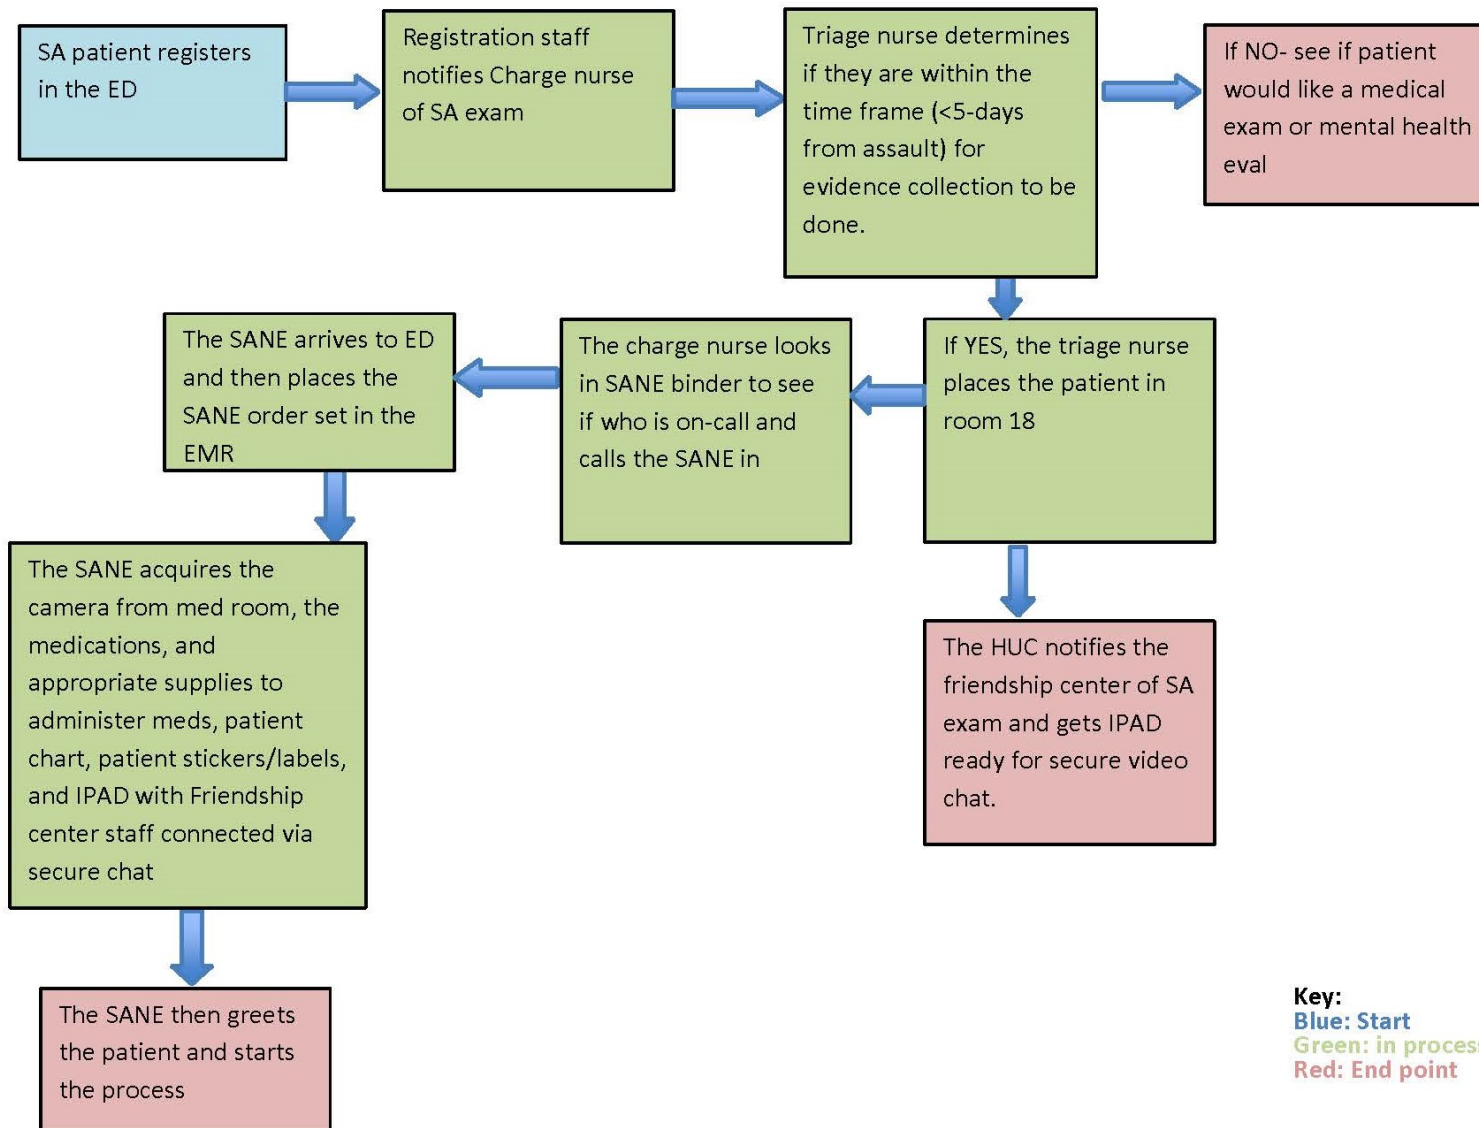 SA patient registers
in the ED
Registration staff
notifies Charge nurse
of SA exam
Triage nurse determines
if they are within the
time frame (<5-days
from assault) for
evidence collection to be
done.
If NO- see if patient
would like a medical
exam or mental health
eval
If YES, the triage nurse
places the patient in
room 18
The charge nurse looks
in SANE binder to see
if who is on-call and
calls the SANE in
The SANE arrives to ED
and then places the
SANE order set in the
EMR
The HUC notifies the
friendship center of SA
exam and gets IPAD
ready for secure video
chat.
The SANE acquires the
camera from med room, the
medications, and
appropriate supplies to
administer meds, patient
chart, patient stickers/labels,
and IPAD with Friendship
center staff connected via
secure chat
The SANE then greets
the patient and starts
the process
Key:
Blue: Start
Green: in process
Red: End point